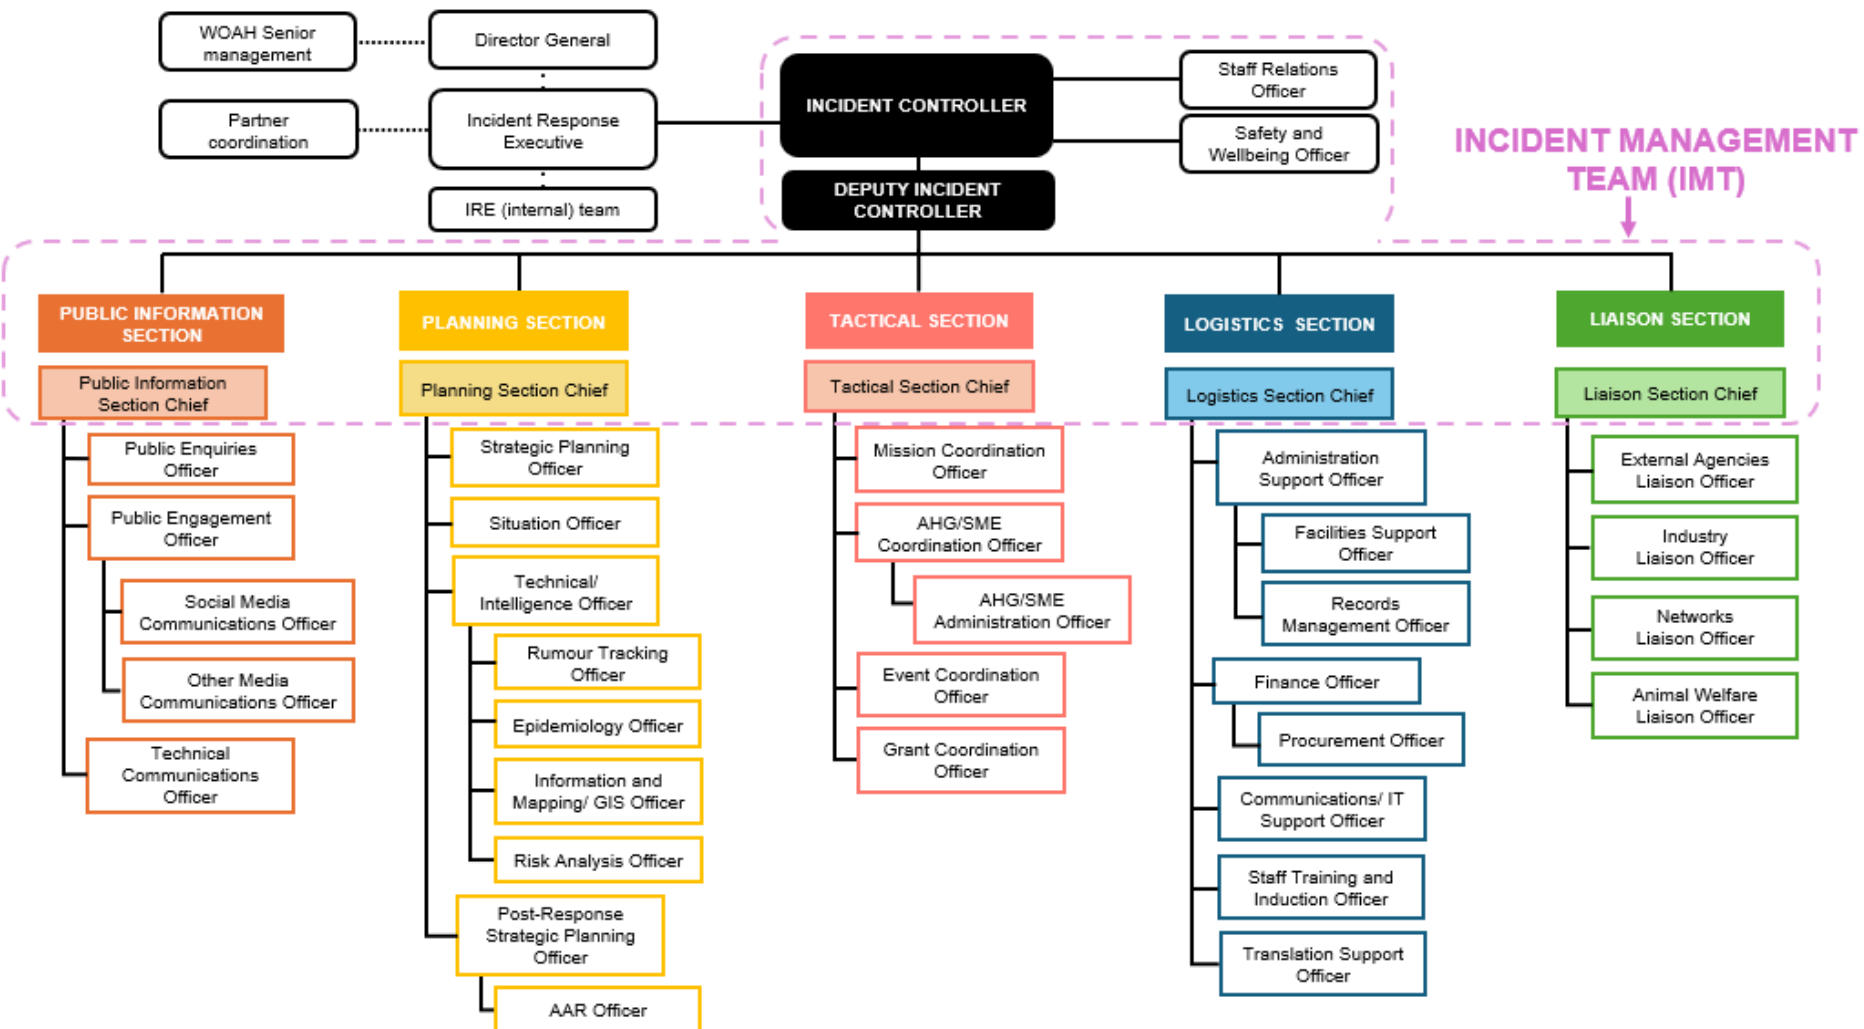 WOAH Senior
management
Director General
Partner
coordination
Incident Response
Executive
IRE (internal) team
INCIDENT CONTROLLER
DEPUTY INCIDENT
CONTROLLER
Staff Relations
Officer
Safety and
Wellbeing Officer
INCIDENT MANAGEMENT
TEAM (IMT)
PUBLIC INFORMATION
SECTION
Public Information
Section Chief
Public Enquiries
Officer
Public Engagement
Officer
Social Media
Communications Officer
Other Media
Communications Officer
Technical
Communications
Officer
PLANNING SECTION
Planning Section Chief
Strategic Planning
Officer
Situation Officer
Technical/
Intelligence Officer
Rumour Tracking
Officer
Epidemiology Officer
Information and
Mapping/ GIS Officer
Risk Analysis Officer
Post-Response
Strategic Planning
Officer
AAR Officer
TACTICAL SECTION
Tactical Section Chief
Mission Coordination
Officer
AHG/SME
Coordination Officer
AHG/SME
Administration Officer
Event Coordination
Officer
Grant Coordination
Officer
LOGISTICS SECTION
Logistics Section Chief
Administration
Support Officer
Facilities Support
Officer
Records
Management Officer
Finance Officer
Procurement Officer
Communications/ IT
Support Officer
Staff Training and
Induction Officer
Translation Support
Officer
LIAISON SECTION
Liaison Section Chief
External Agencies
Liaison Officer
Industry
Liaison Officer
Networks
Liaison Officer
Animal Welfare
Liaison Officer